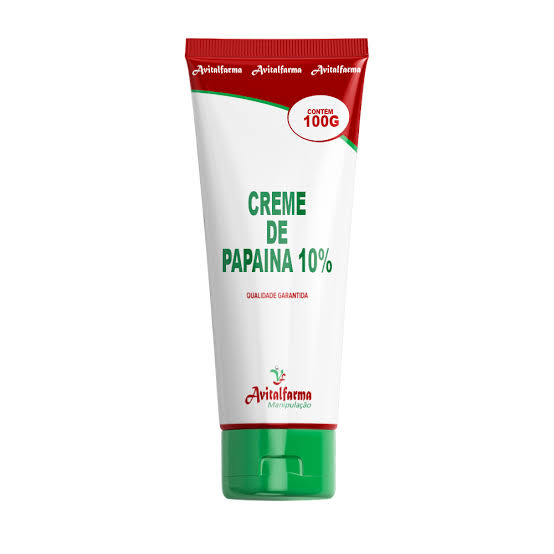 Avitalfarma Avitalfarma Avitalfarma
CONTÉM
100G
CREME
DE
PAPAINA 10%
QUALIDADE GARANTIDA
Avitalfarma
Manipulação